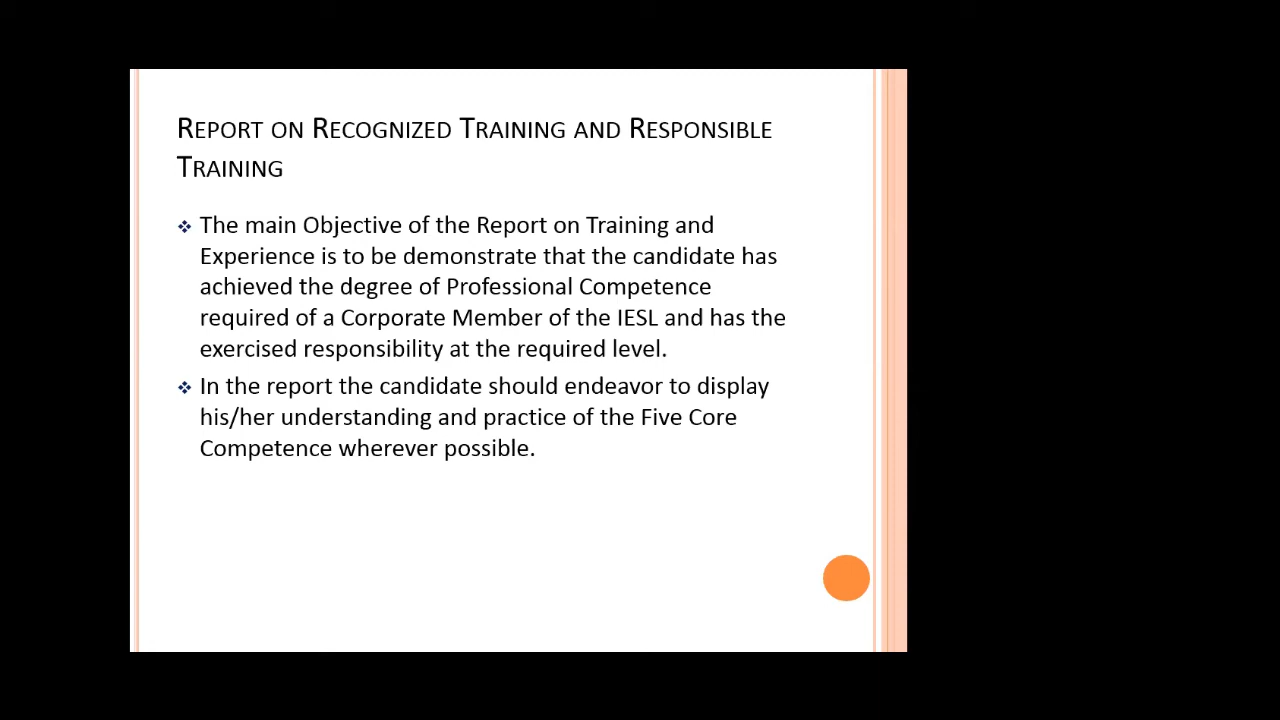 Report on Recognized Training and Responsible
Training
The main Objective of the Report on Training and
Experience is to be demonstrate that the candidate has
achieved the degree of Professional Competence
required of a Corporate Member of the IESL and has the
exercised responsibility at the required level.
In the report the candidate should endeavor to display
his/her understanding and practice of the Five Core
Competence wherever possible.